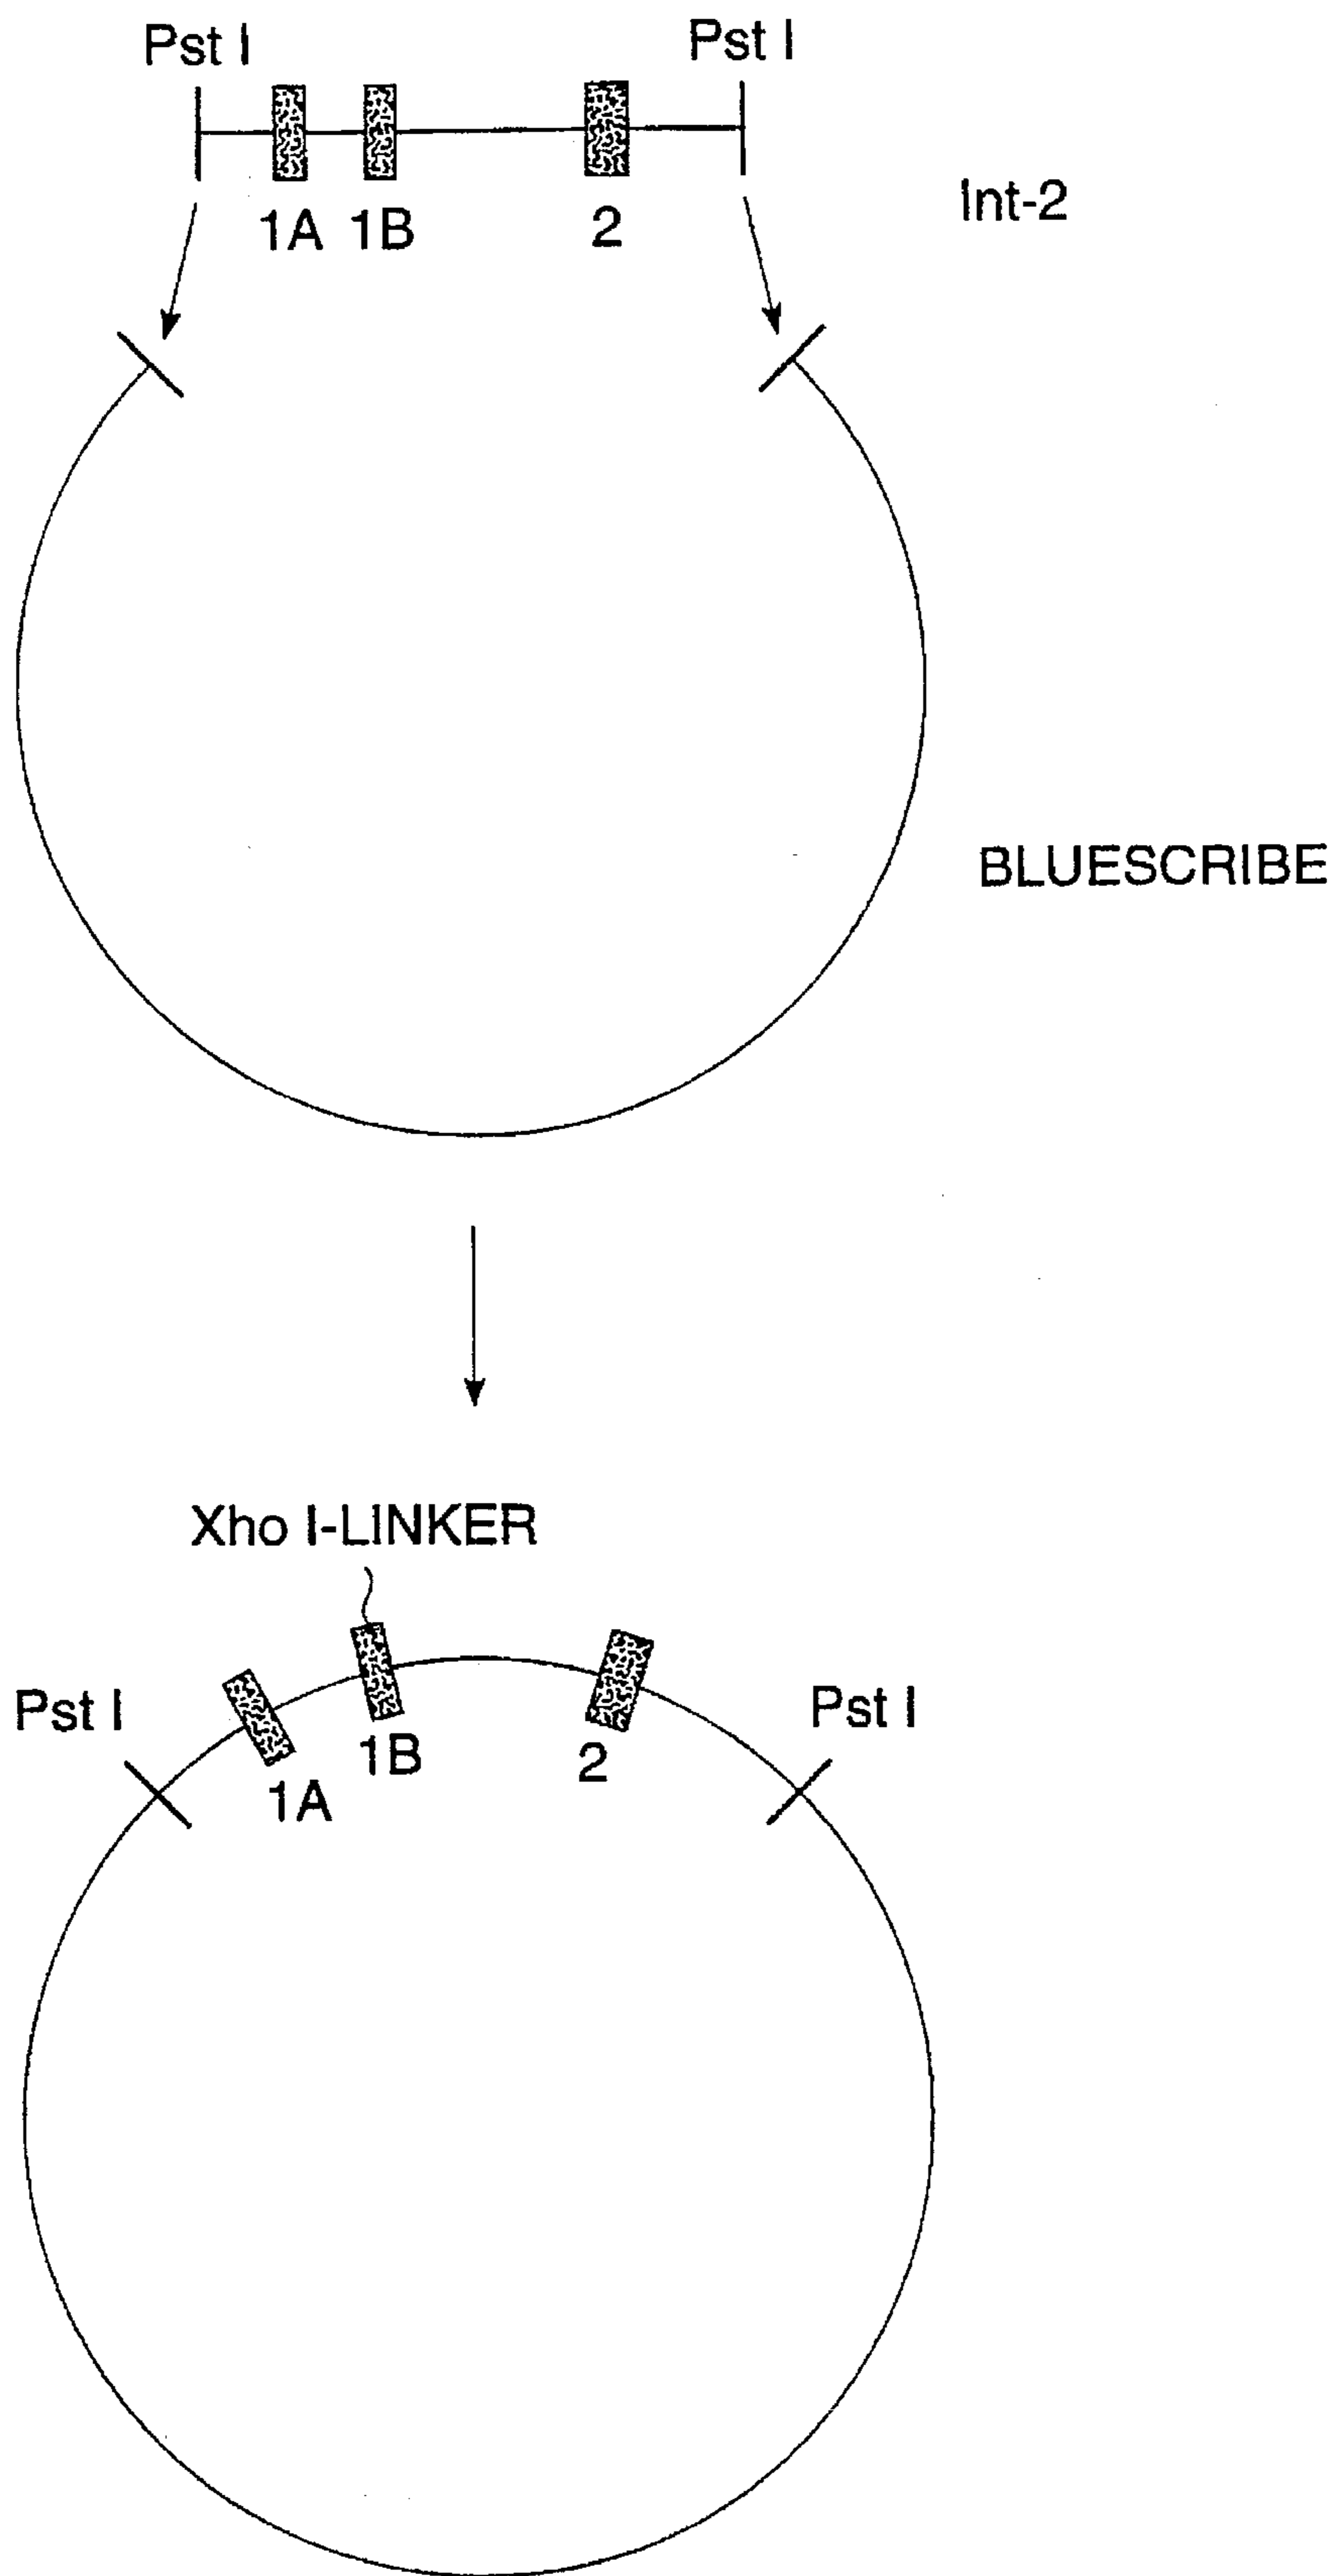 Pst I
Pst I
1A
1B
2
Int-2
BLUESCRIBE
Xho I-LINKER
Pst I
1A
1B
2
Pst I